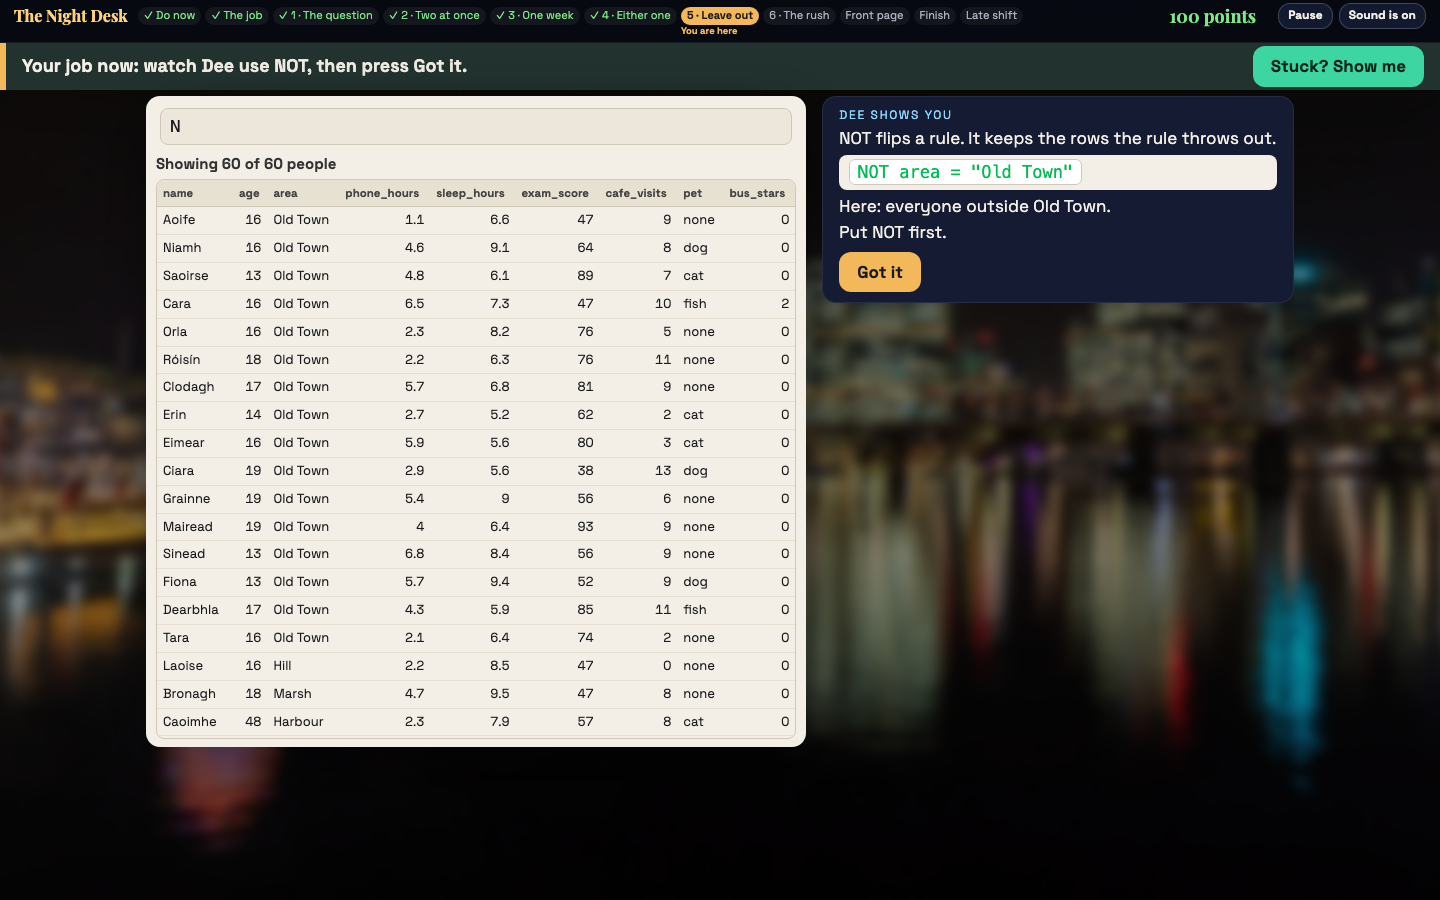 The Night Desk ✓ Do now ✓ The job ✓ 1 · The question ✓ 2 · Two at once ✓ 3 · One week ✓ 4 · Either one 5 · Leave out 6 · The rush Front page Finish Late shift 100 points Pause Sound is on
You are here
Your job now: watch Dee use NOT, then press Got it. Stuck? Show me
N
Showing 60 of 60 people
name age area phone_hours sleep_hours exam_score cafe_visits pet bus_stars
Aoife 16 Old Town 1.1 6.6 47 9 none 0
Niamh 16 Old Town 4.6 9.1 64 8 dog 0
Saoirse 13 Old Town 4.8 6.1 89 7 cat 0
Cara 16 Old Town 6.5 7.3 47 10 fish 2
Orla 16 Old Town 2.3 8.2 76 5 none 0
Róisín 18 Old Town 2.2 6.3 76 11 none 0
Clodagh 17 Old Town 5.7 6.8 81 9 none 0
Erin 14 Old Town 2.7 5.2 62 2 cat 0
Eimear 16 Old Town 5.9 5.6 80 3 cat 0
Ciara 19 Old Town 2.9 5.6 38 13 dog 0
Grainne 19 Old Town 5.4 9 56 6 none 0
Mairead 19 Old Town 4 6.4 93 9 none 0
Sinead 13 Old Town 6.8 8.4 56 9 none 0
Fiona 13 Old Town 5.7 9.4 52 9 dog 0
Dearbhla 17 Old Town 4.3 5.9 85 11 fish 0
Tara 16 Old Town 2.1 6.4 74 2 none 0
Laoise 16 Hill 2.2 8.5 47 0 none 0
Bronagh 18 Marsh 4.7 9.5 47 8 none 0
Caoimhe 48 Harbour 2.3 7.9 57 8 cat 0
DEE SHOWS YOU
NOT flips a rule. It keeps the rows the rule throws out.
NOT area = "Old Town"
Here: everyone outside Old Town.
Put NOT first.
Got it